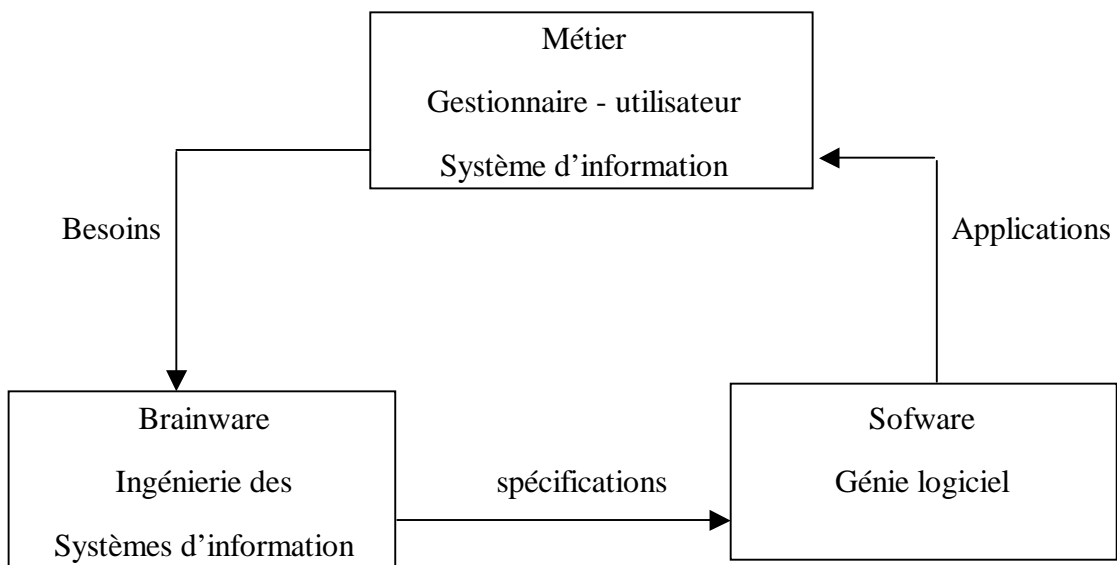 Métier
Gestionnaire - utilisateur
Système d'information
Besoins
Applications
Brainware
Ingénierie des
Systèmes d'information
spécifications
Sofware
Génie logiciel